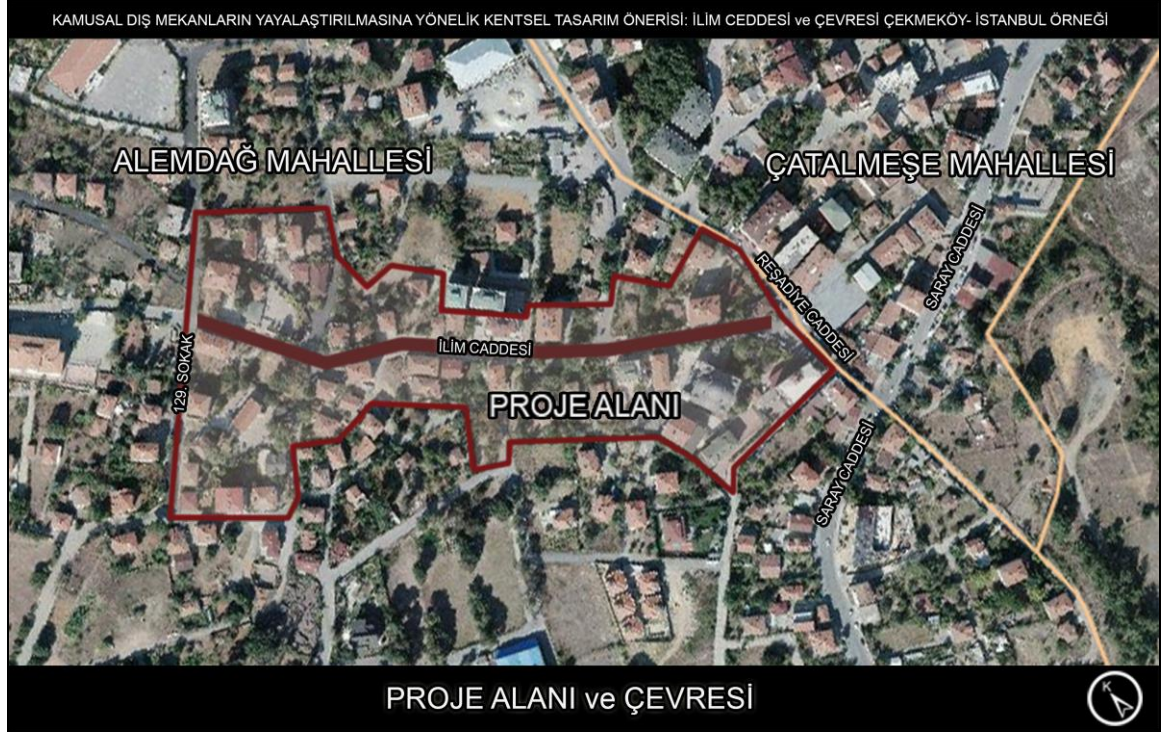 KAMUSAL DIŞ MEKANLARIN YAYALAŞTIRILMASINA YÖNELİK KENTSEL TASARIM ÖNERİSİ: İLİM CEDDESİ ve ÇEVRESİ ÇEKMEKÖY- İSTANBUL ÖRNEĞİ
ALEMDAĞ MAHALLESİ
ÇATALMEŞE MAHALLESİ
SARAY CADDESİ
REŞADİYE CADDESİ
İLİM CADDESİ
129. SOKAK
PROJE ALANI
SARAY CADDESİ
PROJE ALANI ve ÇEVRESİ
K